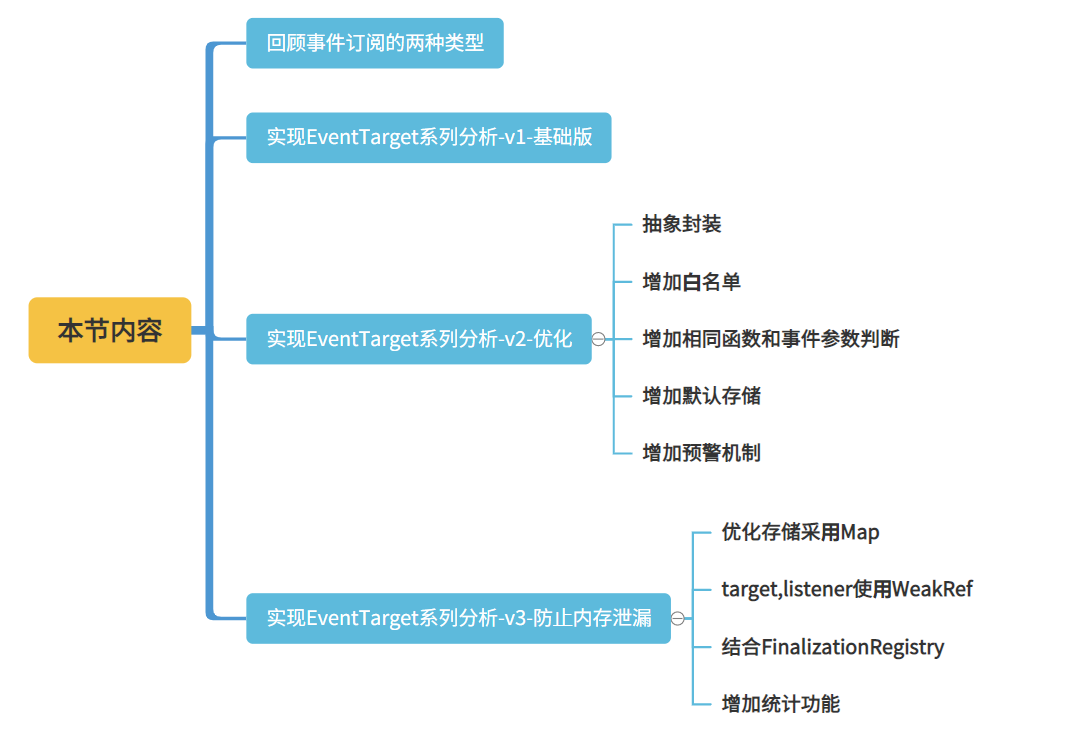 本节内容
回顾事件订阅的两种类型
实现EventTarget系列分析-v1-基础版
实现EventTarget系列分析-v2-优化
抽象封装
增加白名单
增加相同函数和事件参数判断
增加默认存储
增加预警机制
实现EventTarget系列分析-v3-防止内存泄漏
优化存储采用Map
target,listener使用WeakRef
结合FinalizationRegistry
增加统计功能